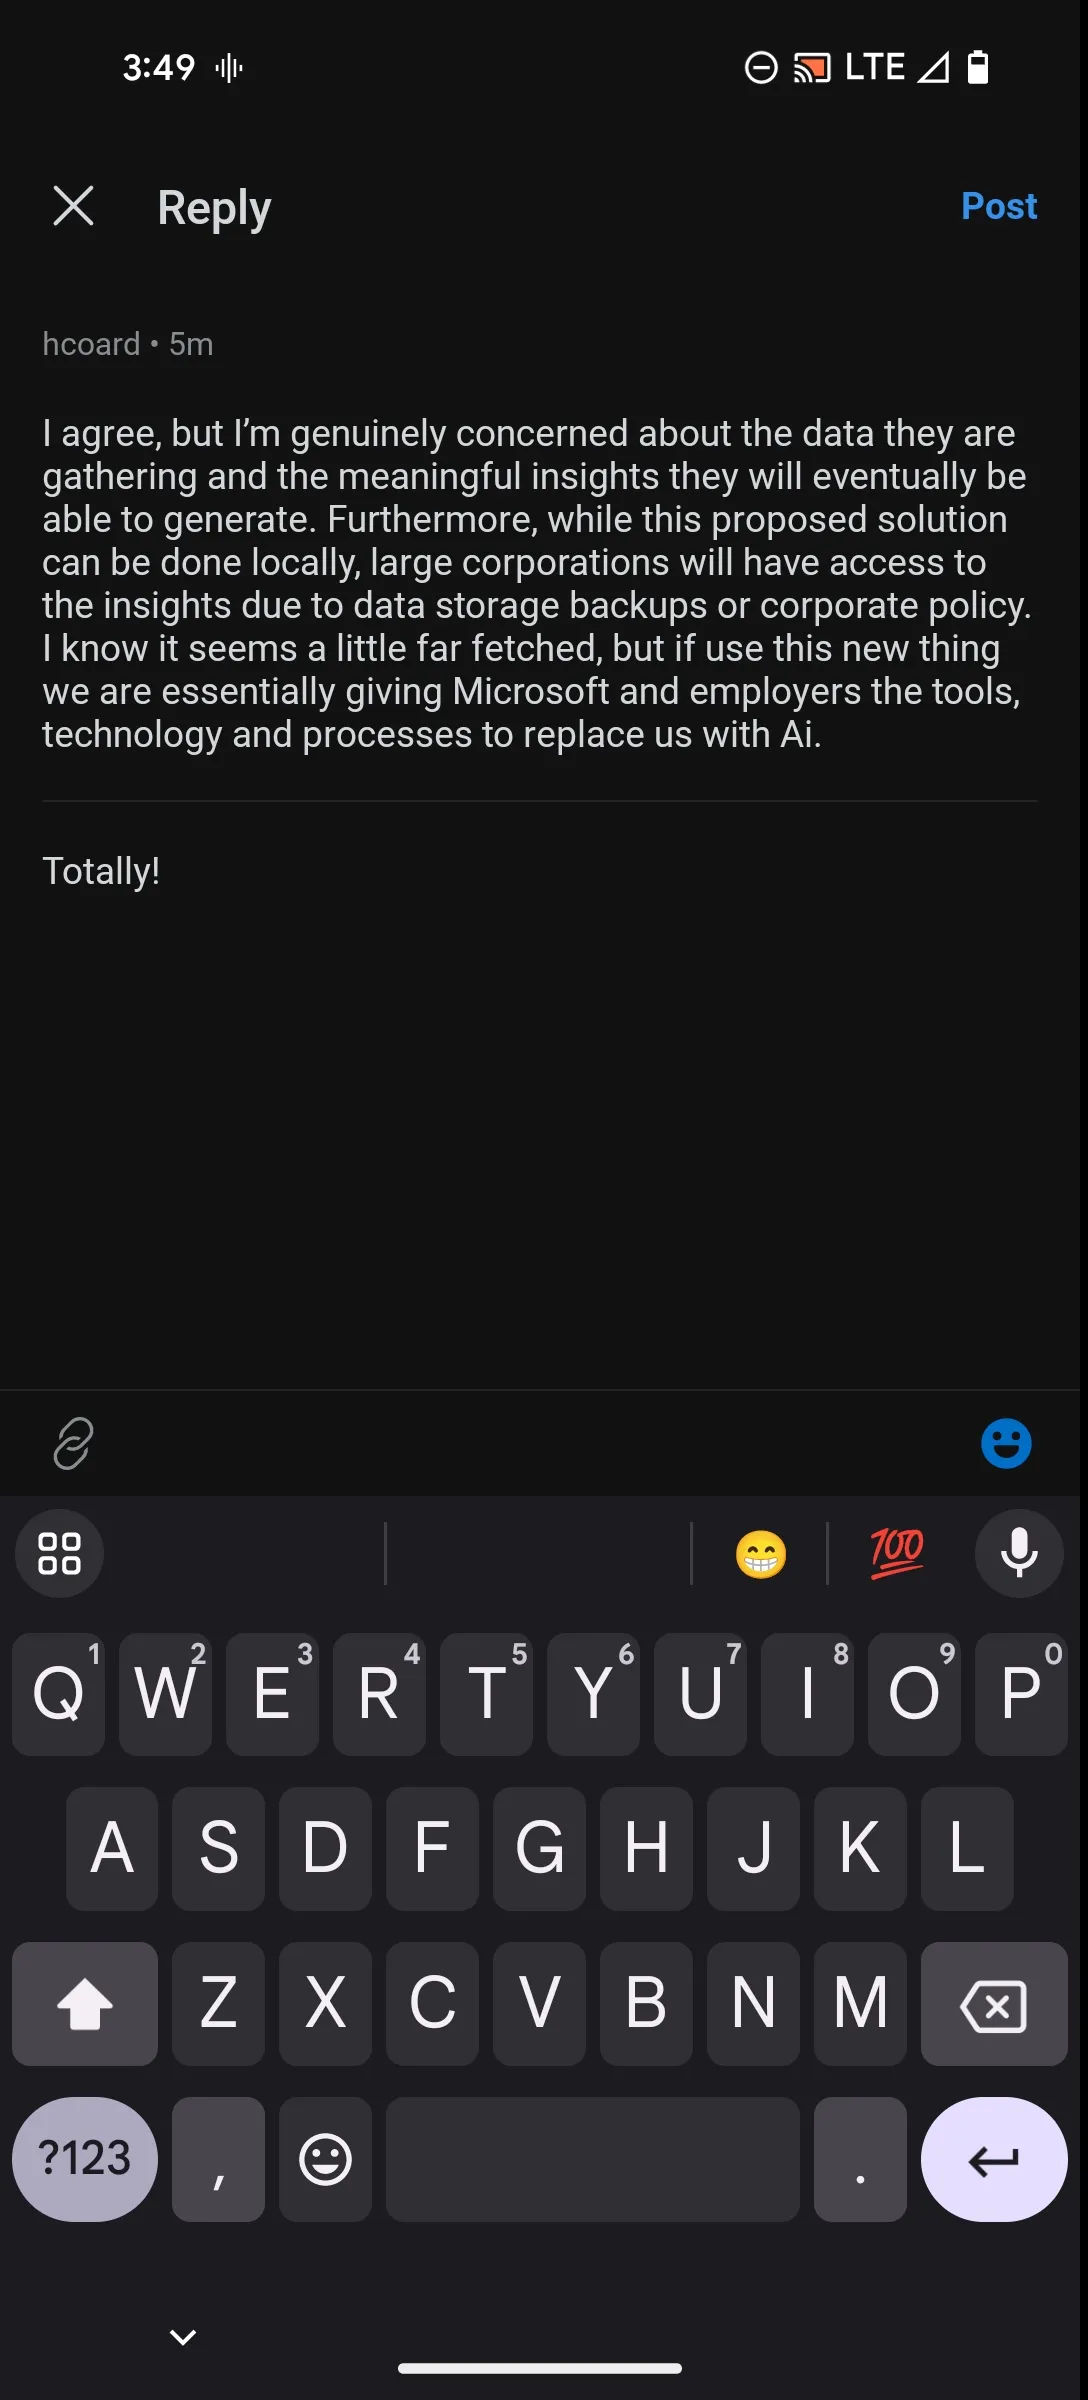 3:49 LTE
Reply Post
hcoard • 5m
I agree, but I’m genuinely concerned about the data they are
gathering and the meaningful insights they will eventually be
able to generate. Furthermore, while this proposed solution
can be done locally, large corporations will have access to
the insights due to data storage backups or corporate policy.
I know it seems a little far fetched, but if use this new thing
we are essentially giving Microsoft and employers the tools,
technology and processes to replace us with Ai.
Totally!
😁 💯
1 2 3 4 5 6 7 8 9 0
Q W E R T Y U I O P
A S D F G H J K L
Z X C V B N M
?123 , .